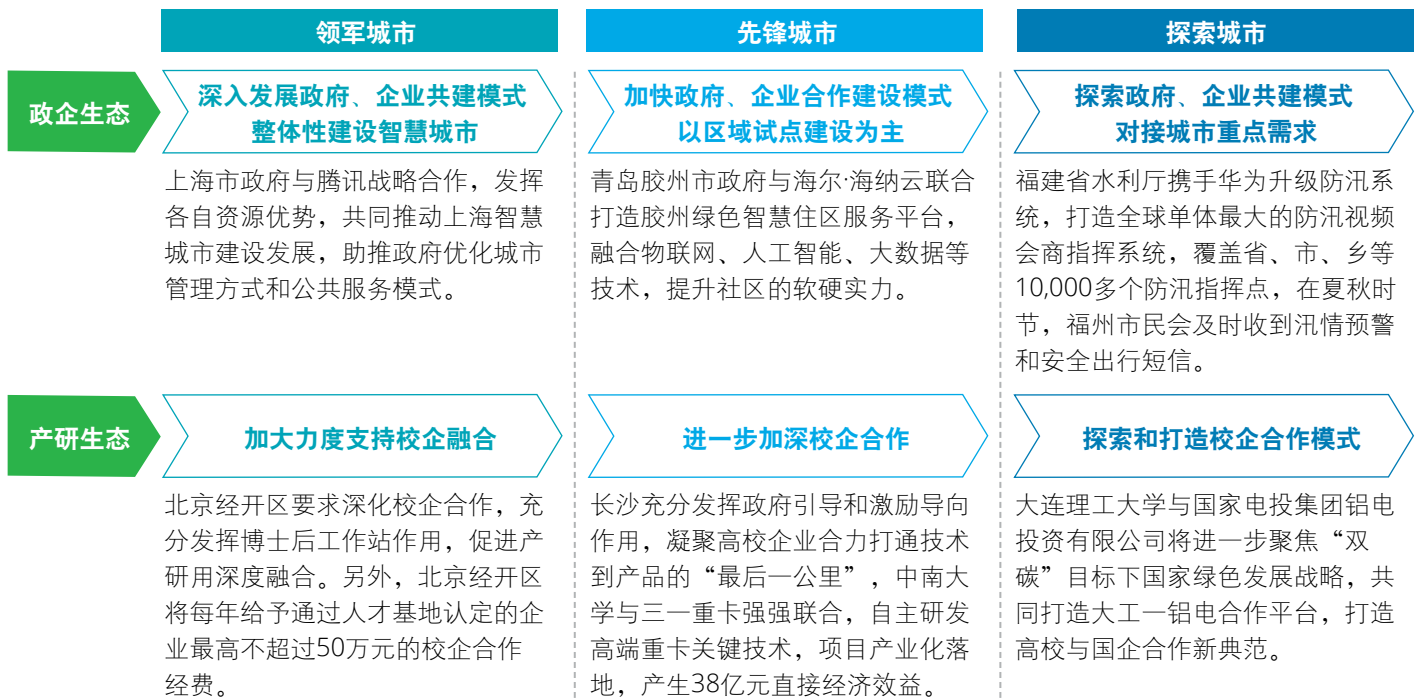 领军城市
先锋城市
探索城市
政企生态
深入发展政府、企业共建模式
整体性建设智慧城市
加快政府、企业合作建设模式
以区域试点建设为主
探索政府、企业共建模式
对接城市重点需求
上海市政府与腾讯战略合作，发挥
各自资源优势，共同推动上海智慧
城市建设发展，助推政府优化城市
管理方式和公共服务模式。
青岛胶州市政府与海尔·海纳云联合
打造胶州绿色智慧住区服务平台，
融合物联网、人工智能、大数据等
技术，提升社区的软硬实力。
福建省水利厅携手华为升级防汛系
统，打造全球单体最大的防汛视频
会商指挥系统，覆盖省、市、乡等
10,000多个防汛指挥点，在夏秋时
节，福州市民会及时收到汛情预警
和安全出行短信。
产研生态
加大力度支持校企融合
进一步加深校企合作
探索和打造校企合作模式
北京经开区要求深化校企合作，充
分发挥博士后工作站作用，促进产
研用深度融合。另外，北京经开区
将每年给予通过人才基地认定的企
业最高不超过50万元的校企合作
经费。
长沙充分发挥政府引导和激励导向
作用，凝聚高校企业合力打通技术
到产品的“最后一公里”，中南大
学与三一重卡强强联合，自主研发
高端重卡关键技术，项目产业化落
地，产生38亿元直接经济效益。
大连理工大学与国家电投集团铝电
投资有限公司将进一步聚焦“双
碳”目标下国家绿色发展战略，共
同打造大工—铝电合作平台，打造
高校与国企合作新典范。